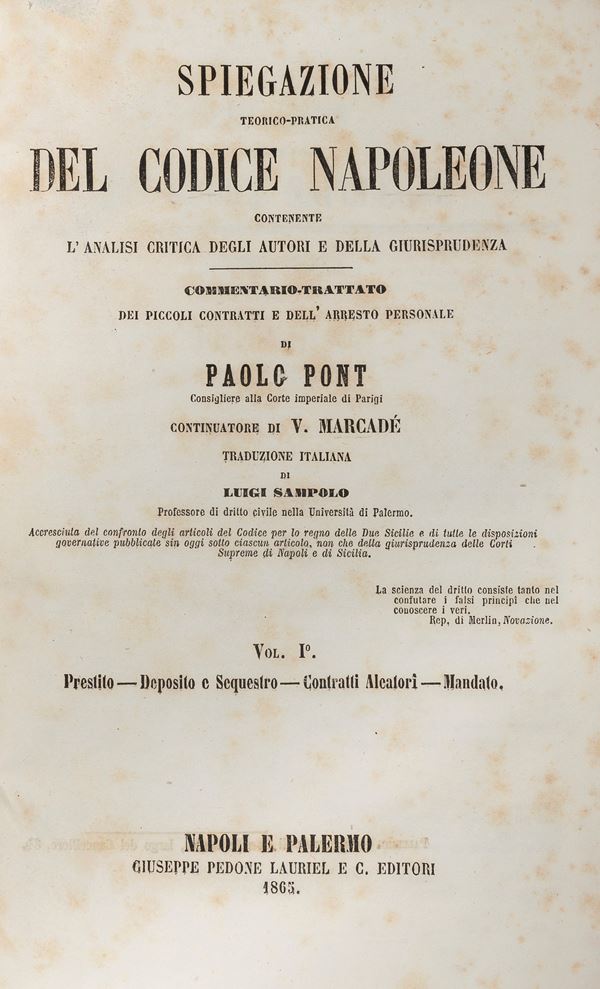 SPIEGAZIONE
TEORICO-PRATICA
DEL CODICE NAPOLEONE
CONTENENTE
L' ANALISI CRITICA DEGLI AUTORI E DELLA GIURISPRUDENZA
COMMENTARIO-TRATTATO
DEI PICCOLI CONTRATTI E DELL' ARRESTO PERSONALE
DI
PAOLO PONT
Consigliere alla Corte imperiale di Parigi
CONTINUATORE DI V. MARCADÉ
TRADUZIONE ITALIANA
DI
LUIGI SAMPOLO
Professore di dritto civile nella Università di Palermo.
Accresciuta del confronto degli articoli del Codice per lo regno delle Due Sicilie e di tutte le disposizioni
governative pubblicate sin oggi sotto ciascun articolo, non che della giurisprudenza delle Corti
Supreme di Napoli e di Sicilia.
La scienza del dritto consiste tanto nel
confutare i falsi principi che nel
conoscere i veri.
Rep. di Merlin, Novazione.
VOL. I°.
Prestito — Deposito e Sequestro — Contratti Aleatori — Mandato.
NAPOLI E PALERMO
GIUSEPPE PEDONE LAURIEL E C. EDITORI
1865.